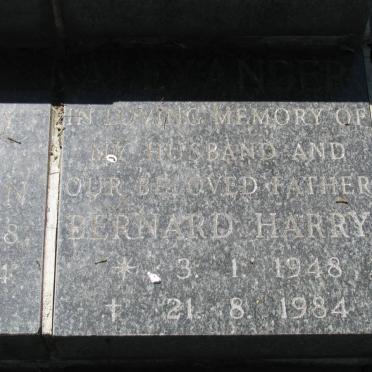 IN LOVING MEMORY OF
MY HUSBAND AND
OUR BELOVED FATHER
BERNARD HARRY
* 3. 1. 1948
† 21. 8. 1984